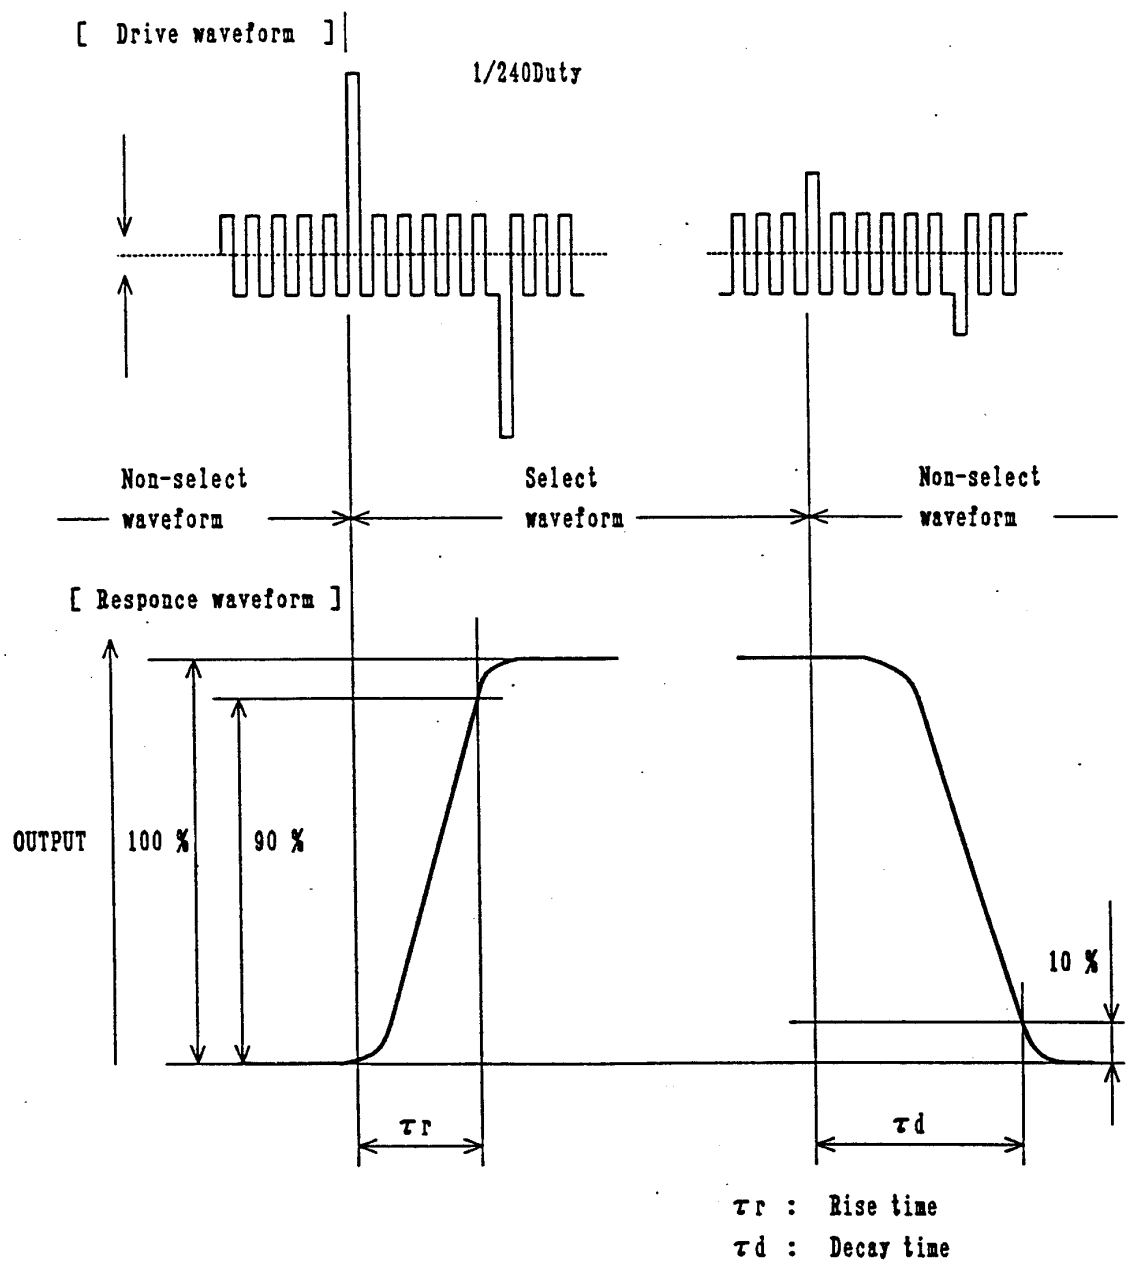 [ Drive waveform ]
1/240Duty
Non-select
waveform
Select
waveform
Non-select
waveform
[ Responce waveform ]
OUTPUT
100 %
90 %
10 %
τr
τd
τr : Rise time
τd : Decay time